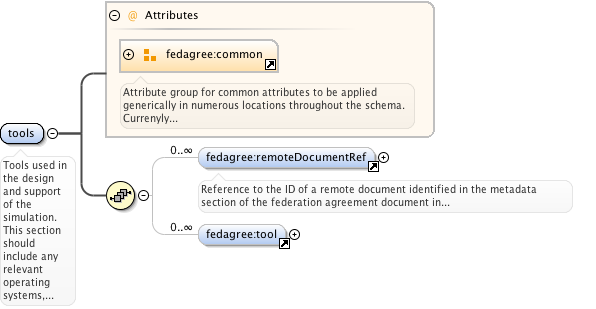 @ Attributes
fedagree:common
Attribute group for common attributes to be applied
generically in numerous locations throughout the schema.
Currenyly...
tools
Tools used in
the design
and support
of the
simulation.
This section
should
include any
relevant
operating
systems,...
0..∞
fedagree:remoteDocumentRef
Reference to the ID of a remote document identified in the metadata
section of the federation agreement document in...
0..∞
fedagree:tool